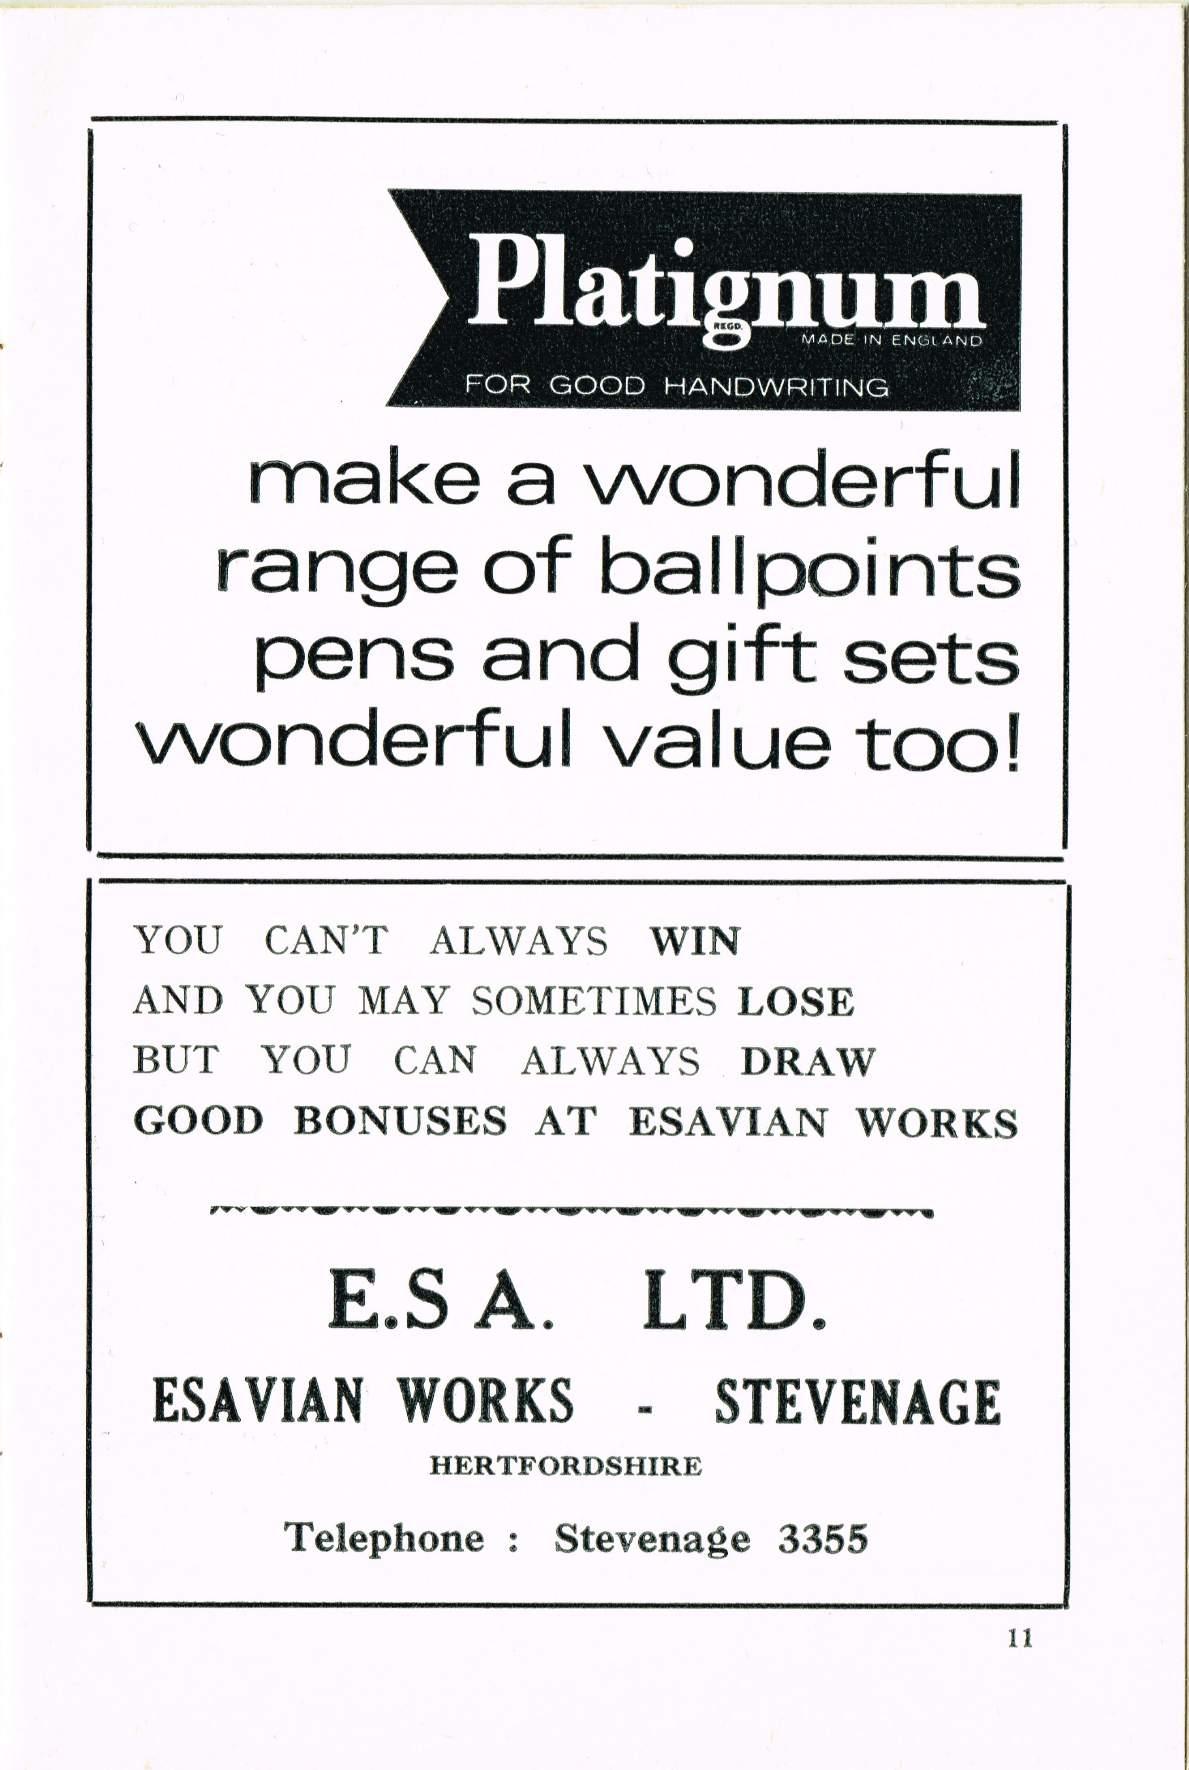 Platignum
REGD.
MADE IN ENGLAND
FOR GOOD HANDWRITING
make a wonderful
range of ballpoints
pens and gift sets
wonderful value too!
YOU CAN'T ALWAYS WIN
AND YOU MAY SOMETIMES LOSE
BUT YOU CAN ALWAYS DRAW
GOOD BONUSES AT ESAVIAN WORKS
E.S A. LTD.
ESAVIAN WORKS - STEVENAGE
HERTFORDSHIRE
Telephone : Stevenage 3355
11